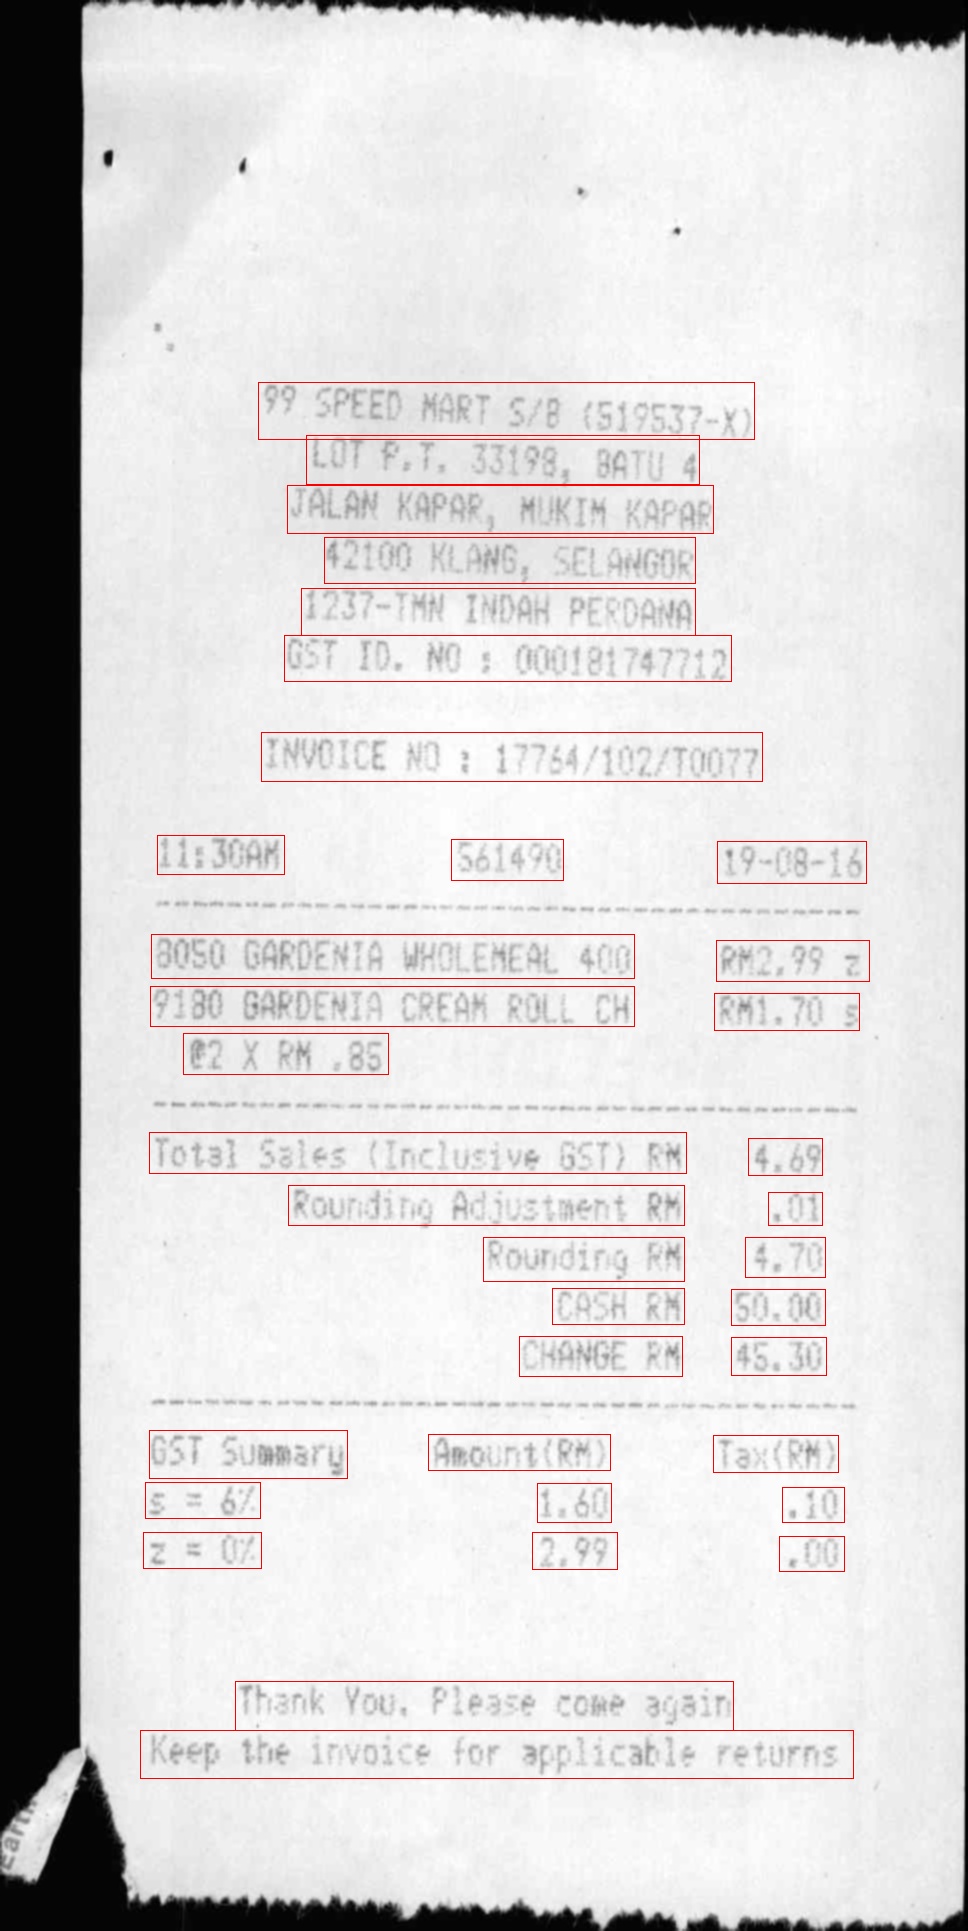 99 SPEED MART S/B (519537-X)
LOT P.T. 33198, BATU 4
JALAN KAPAR, MUKIM KAPAR
42100 KLANG, SELANGOR
1237-TMN INDAH PERDANA
GST ID. NO : 000181747712
INVOICE NO : 17764/102/T0077
11:30AM 561490 19-08-16
8050 GARDENIA WHOLEMEAL 400 RM2.99 z
9180 GARDENIA CREAM ROLL CH RM1.70 s
@2 X RM .85
Total Sales (Inclusive GST) RM 4.69
Rounding Adjustment RM .01
Rounding RM 4.70
CASH RM 50.00
CHANGE RM 45.30
GST Summary Amount(RM) Tax(RM)
s = 6% 1.60 .10
z = 0% 2.99 .00
Thank You. Please come again
Keep the invoice for applicable returns
Earth